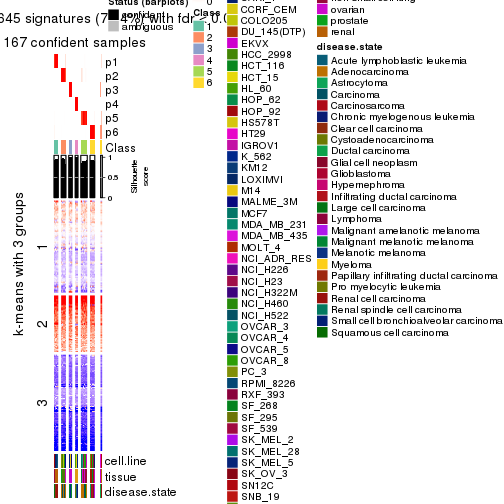 Status (barplots)
confident
ambiguous
167 confident samples
p1
p2
p3
p4
p5
p6
Class
1
0.5
0
Silhouette
score
k-means with 3 groups
1
2
3
cell.line
tissue
disease.state
Class
1
2
3
4
5
6
CCRF_CEM
COLO205
DU_145(DTP)
EKVX
HCC_2998
HCT_116
HCT_15
HL_60
HOP_62
HOP_92
HS578T
HT29
IGROV1
K_562
KM12
LOXIMVI
M14
MALME_3M
MCF7
MDA_MB_231
MDA_MB_435
MOLT_4
NCI_ADR_RES
NCI_H226
NCI_H23
NCI_H322M
NCI_H460
NCI_H522
OVCAR_3
OVCAR_4
OVCAR_5
OVCAR_8
PC_3
RPMI_8226
RXF_393
SF_268
SF_295
SF_539
SK_MEL_2
SK_MEL_28
SK_MEL_5
SK_OV_3
SN12C
SNB_19
ovarian
prostate
renal
disease.state
Acute lymphoblastic leukemia
Adenocarcinoma
Astrocytoma
Carcinoma
Carcinosarcoma
Chronic myelogenous leukemia
Clear cell carcinoma
Cystoadenocarcinoma
Ductal carcinoma
Glial cell neoplasm
Glioblastoma
Hypernephroma
Infiltrating ductal carcinoma
Large cell carcinoma
Lymphoma
Malignant amelanotic melanoma
Malignant melanotic melanoma
Melanotic melanoma
Myeloma
Papillary infiltrating ductal carcinoma
Pro myelocytic leukemia
Renal cell carcinoma
Renal spindle cell carcinoma
Small cell bronchioalveolar carcinoma
Squamous cell carcinoma